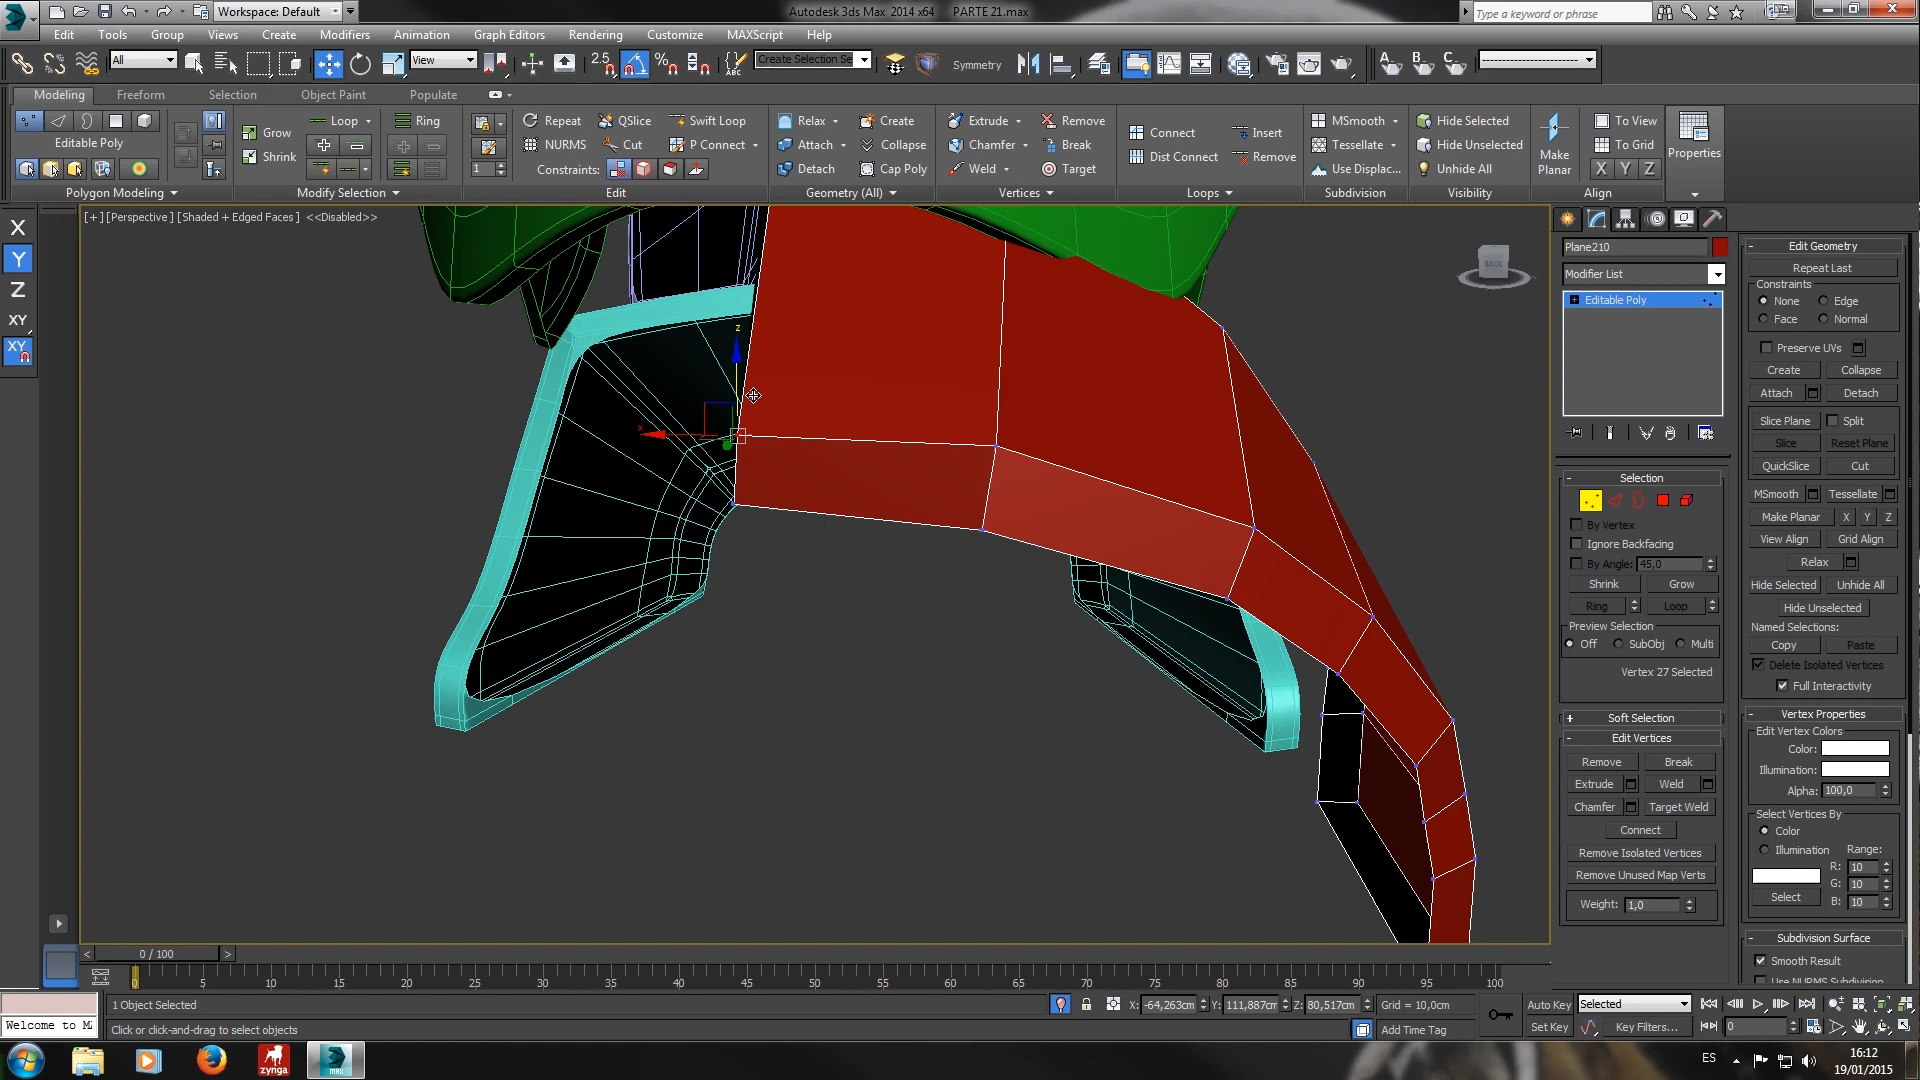 Workspace: Default
Autodesk 3ds Max 2014 x64 PARTE 21.max
Type a keyword or phrase
Edit Tools Group Views Create Modifiers Animation Graph Editors Rendering Customize MAXScript Help
All View 2.5 Create Selection Se Symmetry A B C
Modeling Freeform Selection Object Paint Populate
Editable Poly
Grow Loop Ring
Shrink
Repeat QSlice Swift Loop
NURMS Cut P Connect
1 Constraints:
Relax Create
Attach Collapse
Detach Cap Poly
Extrude Remove
Chamfer Break
Weld Target
Connect Insert
Dist Connect Remove
MSmooth
Tessellate
Use Displac...
Hide Selected
Hide Unselected
Unhide All
Make
Planar
To View
To Grid
X Y Z
Properties
Polygon Modeling Modify Selection Edit Geometry (All) Vertices Loops Subdivision Visibility Align
X
Y
Z
XY
XY
[+] [Perspective] [Shaded + Edged Faces] <<Disabled>>
BACK
z
x
Plane210
Modifier List
Editable Poly
Selection
By Vertex
Ignore Backfacing
By Angle: 45,0
Shrink Grow
Ring Loop
Preview Selection
Off SubObj Multi
Vertex 27 Selected
Soft Selection
Edit Vertices
Remove Break
Extrude Weld
Chamfer Target Weld
Connect
Remove Isolated Vertices
Remove Unused Map Verts
Weight: 1,0
Edit Geometry
Repeat Last
Constraints
None Edge
Face Normal
Preserve UVs
Create Collapse
Attach Detach
Slice Plane Split
Slice Reset Plane
QuickSlice Cut
MSmooth Tessellate
Make Planar X Y Z
View Align Grid Align
Relax
Hide Selected Unhide All
Hide Unselected
Named Selections:
Copy Paste
Delete Isolated Vertices
Full Interactivity
Vertex Properties
Edit Vertex Colors
Color:
Illumination:
Alpha: 100,0
Select Vertices By
Color
Illumination Range:
R: 10
G: 10
Select B: 10
Subdivision Surface
Smooth Result
Use NURMS Subdivision
0 / 100
0 5 10 15 20 25 30 35 40 45 50 55 60 65 70 75 80 85 90 95 100
1 Object Selected X: -64,263cm Y: 111,887cm Z: 80,517cm Grid = 10,0cm Auto Key Selected
Welcome to MA Click or click-and-drag to select objects Add Time Tag Set Key Key Filters... 0
zynga MAX ES 16:12
19/01/2015